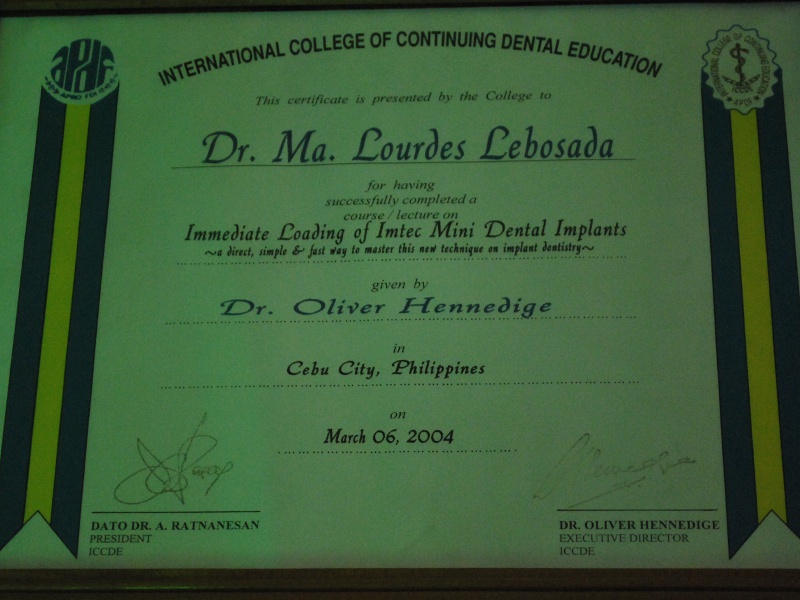 INTERNATIONAL COLLEGE OF CONTINUING DENTAL EDUCATION
This certificate is presented by the College to
Dr. Ma. Lourdes Lebosada
for having
successfully completed a
course / lecture on
Immediate Loading of Imtec Mini Dental Implants
~a direct, simple & fast way to master this new technique on implant dentistry~
given by
Dr. Oliver Hennedige
in
Cebu City, Philippines
on
March 06, 2004
DATO DR. A. RATNANESAN
PRESIDENT
ICCDE
DR. OLIVER HENNEDIGE
EXECUTIVE DIRECTOR
ICCDE